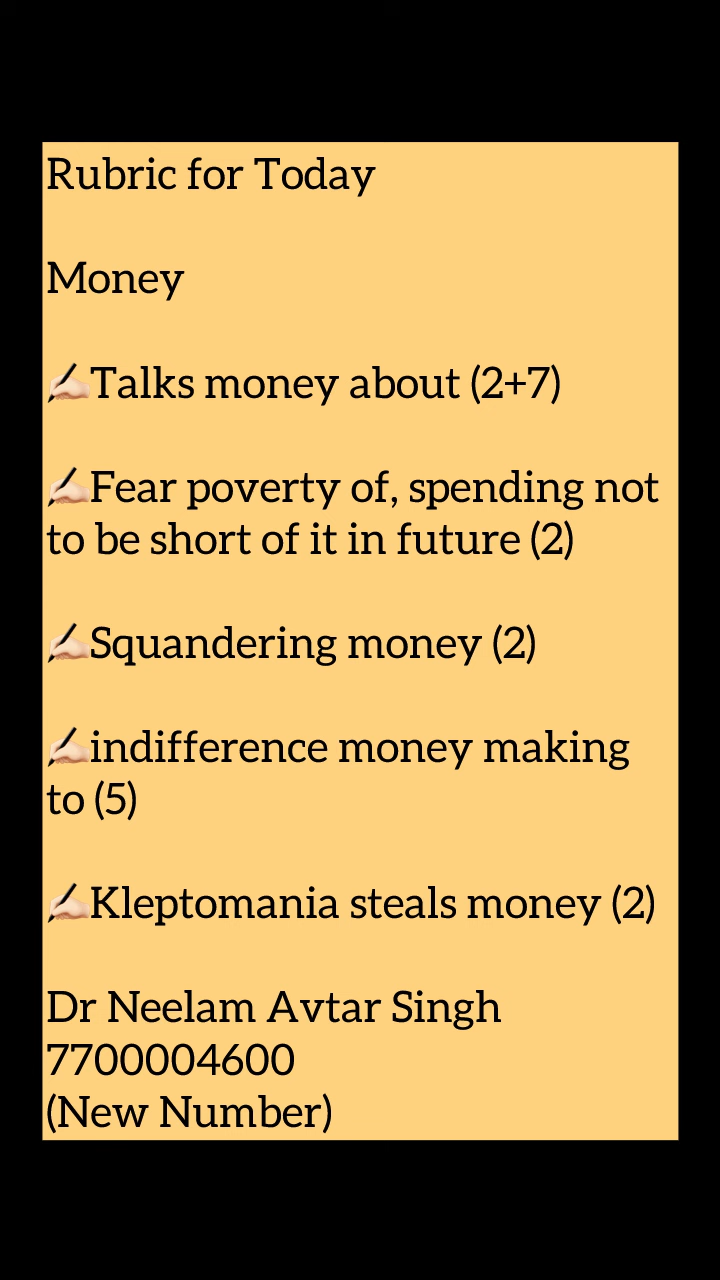 Rubric for Today
Money
✍🏻Talks money about (2+7)
✍🏻Fear poverty of, spending not
to be short of it in future (2)
✍🏻Squandering money (2)
✍🏻indifference money making
to (5)
✍🏻Kleptomania steals money (2)
Dr Neelam Avtar Singh
7700004600
(New Number)